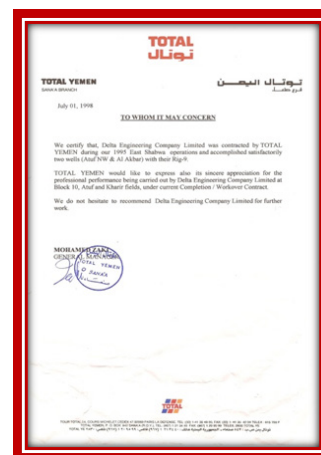 TOTAL
توتال
TOTAL YEMEN
SANA'A BRANCH
توتال اليمن
فرع صنعاء
July 01, 1998
TO WHOM IT MAY CONCERN
We certify that, Delta Engineering Company Limited was contracted by TOTAL
YEMEN during our 1995 East Shabwa operations and accomplished satisfactorily
two wells (Atuf NW & Al Akbar) with their Rig-9.
TOTAL YEMEN would like to express also its sincere appreciation for the
professional performance being carried out by Delta Engineering Company Limited at
Block 10, Atuf and Kharir fields, under current Completion / Workover Contract.
We do not hesitate to recommend Delta Engineering Company Limited for further
work.
MOHAMED ZAKI
GENERAL MANAGER
TOTAL YEMEN
SANA'A
TOTAL